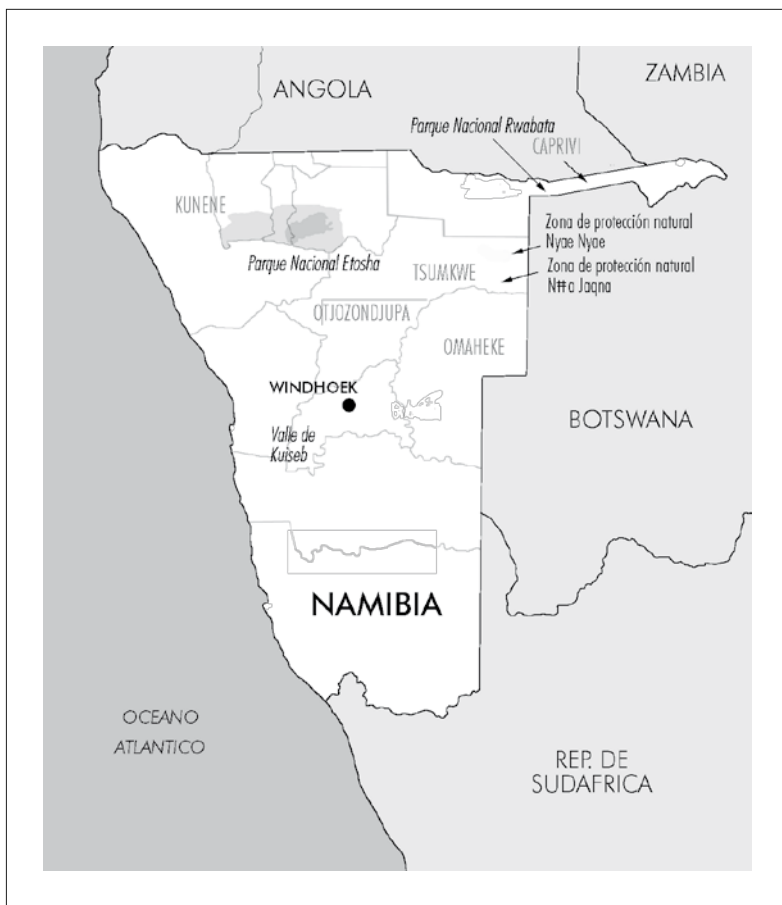 ANGOLA
ZAMBIA
Parque Nacional Rwabata
CAPRIVI
KUNENE
Zona de protección natural
Nyae Nyae
Parque Nacional Etosha
TSUMKWE
Zona de protección natural
Nǂa Jaqna
OTJOZONDJUPA
OMAHEKE
WINDHOEK
BOTSWANA
Valle de
Kuiseb
NAMIBIA
OCEANO
ATLANTICO
REP. DE
SUDAFRICA